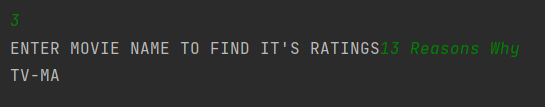 3
ENTER MOVIE NAME TO FIND IT'S RATINGS13 Reasons Why
TV-MA